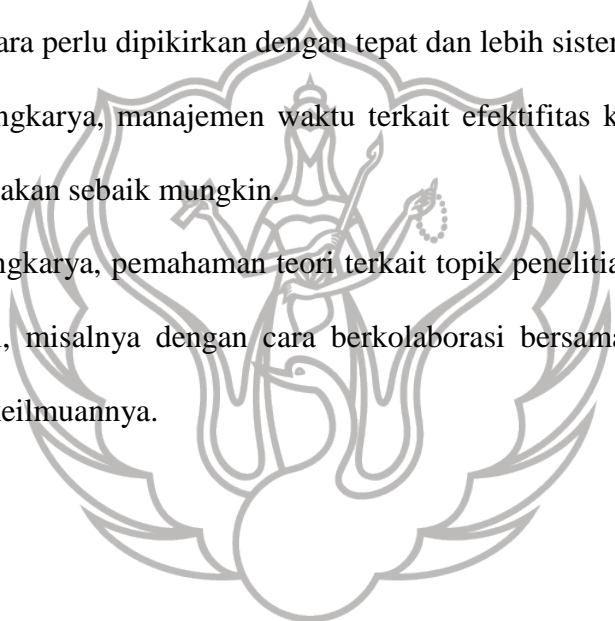 ara perlu dipikirkan dengan tepat dan lebih sister
ngkarya, manajemen waktu terkait efektifitas k
akan sebaik mungkin.
ngkarya, pemahaman teori terkait topik penelitia
, misalnya dengan cara berkolaborasi bersama
keilmuannya.